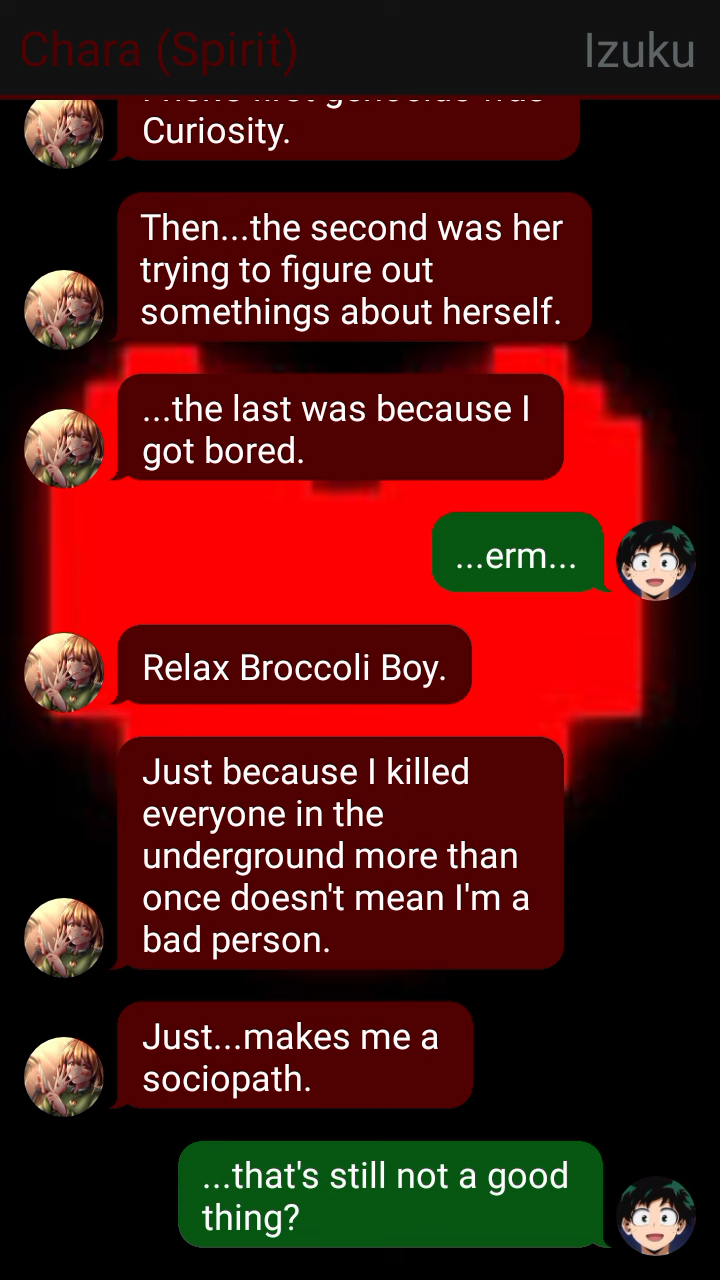 Chara (Spirit)
Izuku
Curiosity.
Then...the second was her
trying to figure out
somethings about herself.
...the last was because I
got bored.
...erm...
Relax Broccoli Boy.
Just because I killed
everyone in the
underground more than
once doesn't mean I'm a
bad person.
Just...makes me a
sociopath.
...that's still not a good
thing?